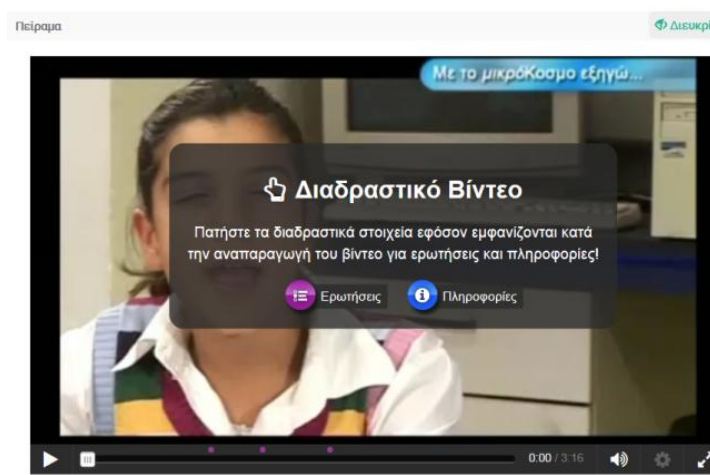 Πείραμα
Διευκρί
Με το μικρόΚοσμο εξηγώ...
Διαδραστικό Βίντεο
Πατήστε τα διαδραστικά στοιχεία εφόσον εμφανίζονται κατά
την αναπαραγωγή του βίντεο για ερωτήσεις και πληροφορίες!
Ερωτήσεις Πληροφορίες
0:00 / 3:16